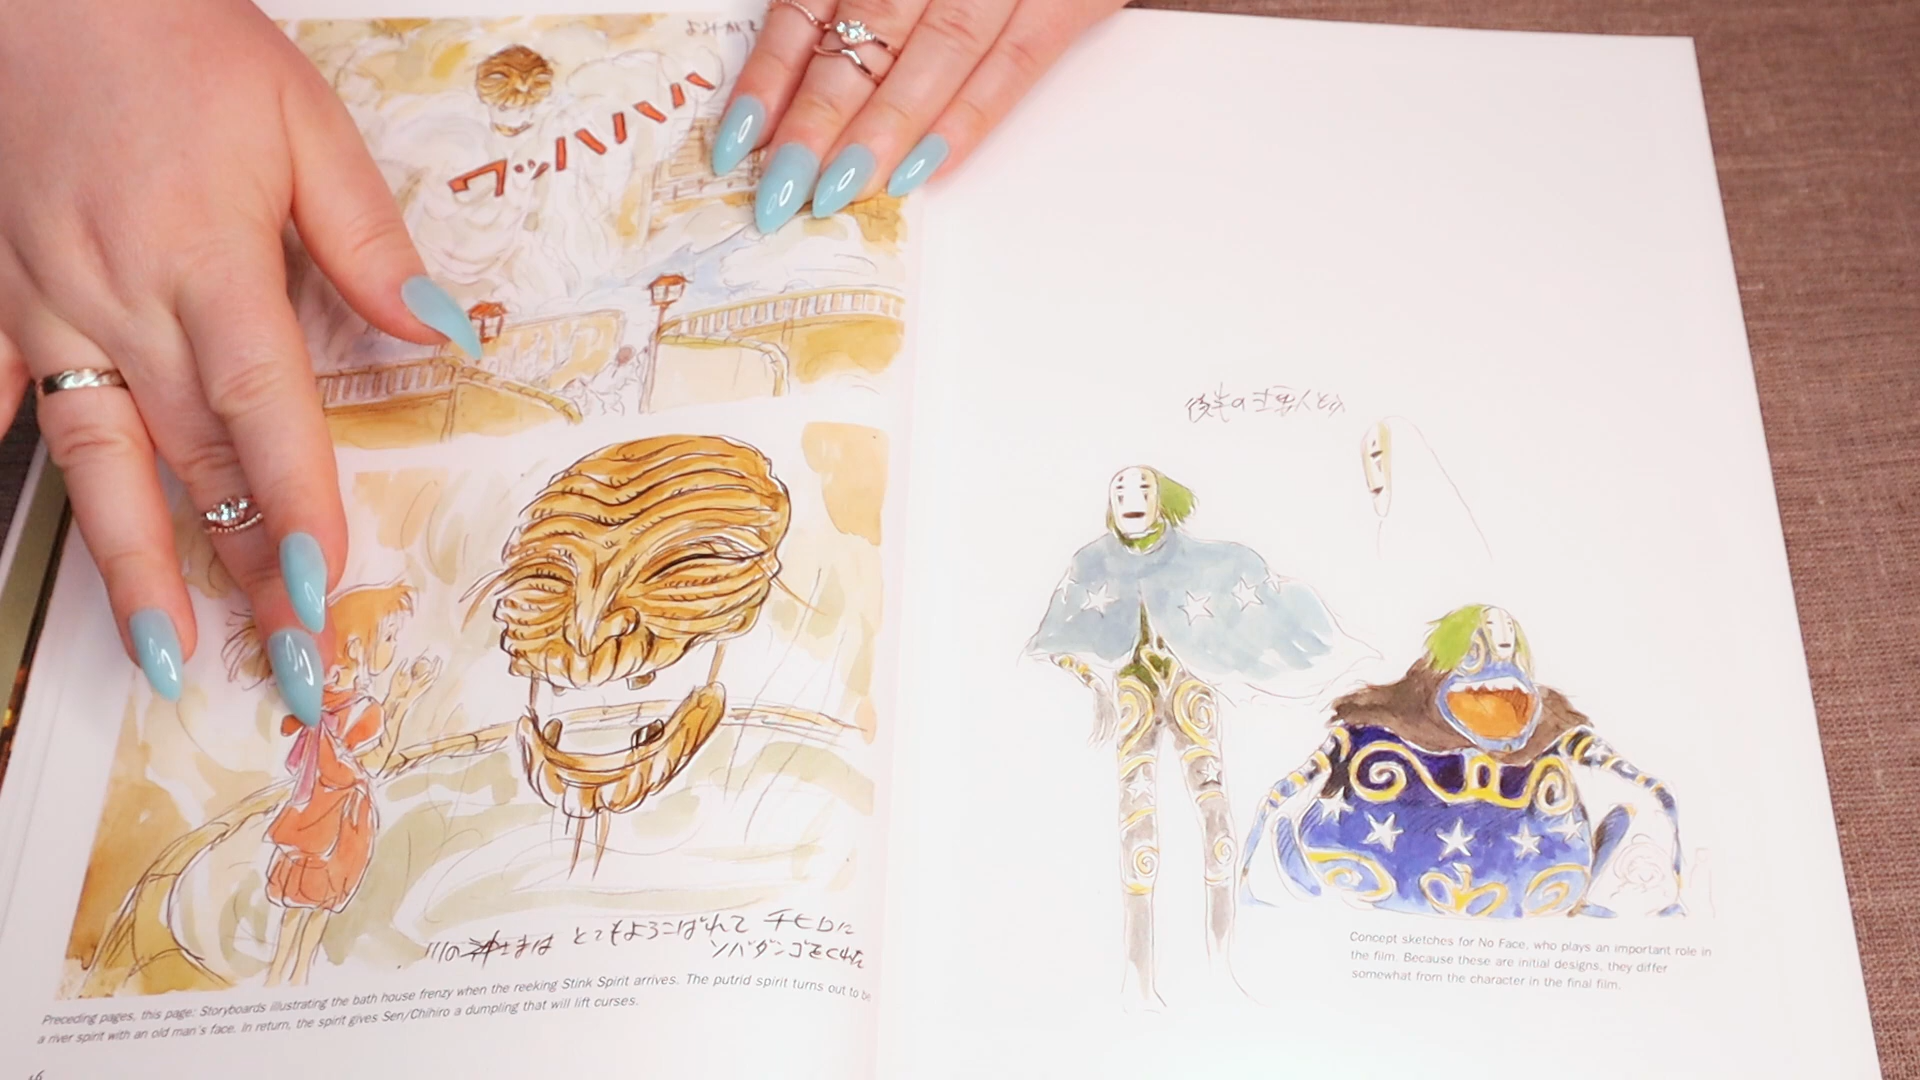 ワッハハハハ
川の神さまは とてもよろこばれて チヒロに
ソバダンゴをくれた
Preceding pages, this page: Storyboards illustrating the bath house frenzy when the reeking Stink Spirit arrives. The putrid spirit turns out to be
a river spirit with an old man's face. In return, the spirit gives Sen/Chihiro a dumpling that will lift curses.
Concept sketches for No Face, who plays an important role in
the film. Because these are initial designs, they differ
somewhat from the character in the final film.